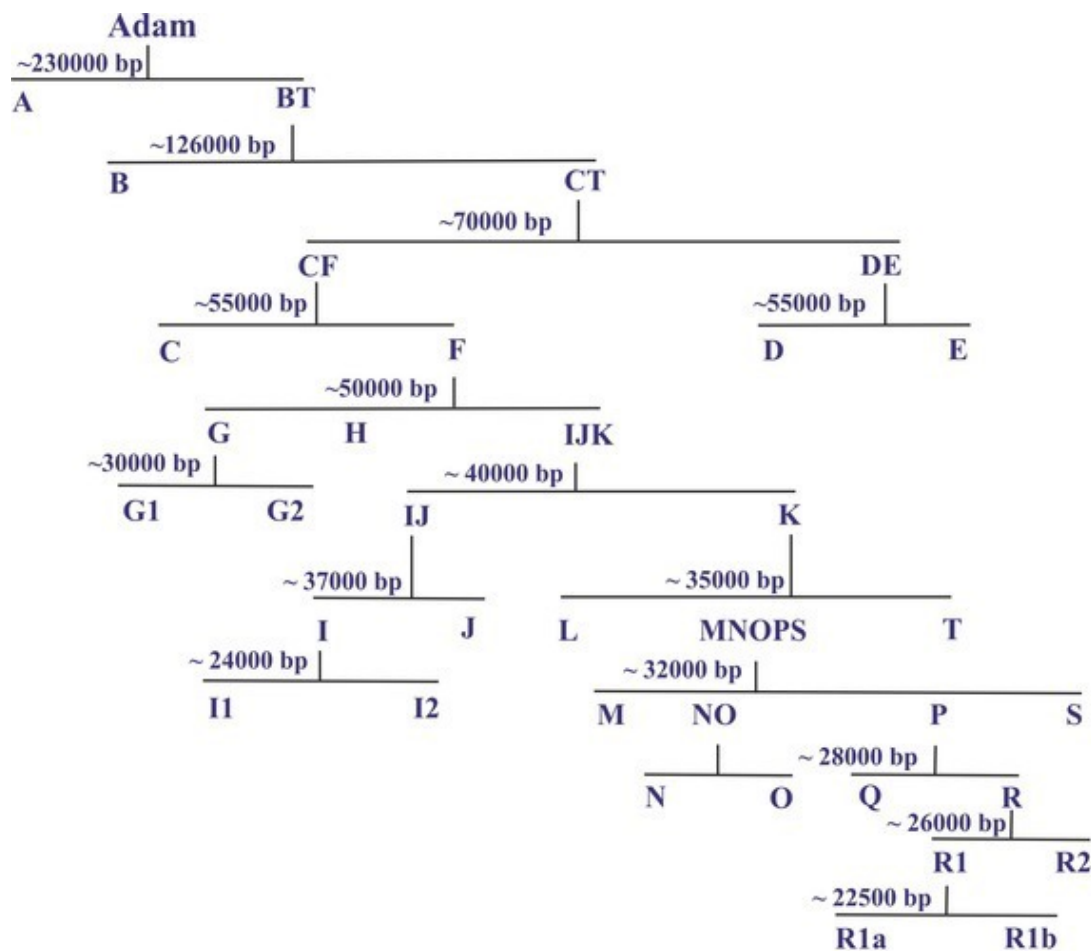 Adam
~230000 bp
A BT
~126000 bp
B CT
~70000 bp
CF DE
~55000 bp ~55000 bp
C F D E
~50000 bp
G H IJK
~30000 bp ~ 40000 bp
G1 G2 IJ K
~ 37000 bp ~ 35000 bp
I J L MNOPS T
~ 24000 bp ~ 32000 bp
I1 I2 M NO P S
~ 28000 bp
N O Q R
~ 26000 bp
R1 R2
~ 22500 bp
R1a R1b